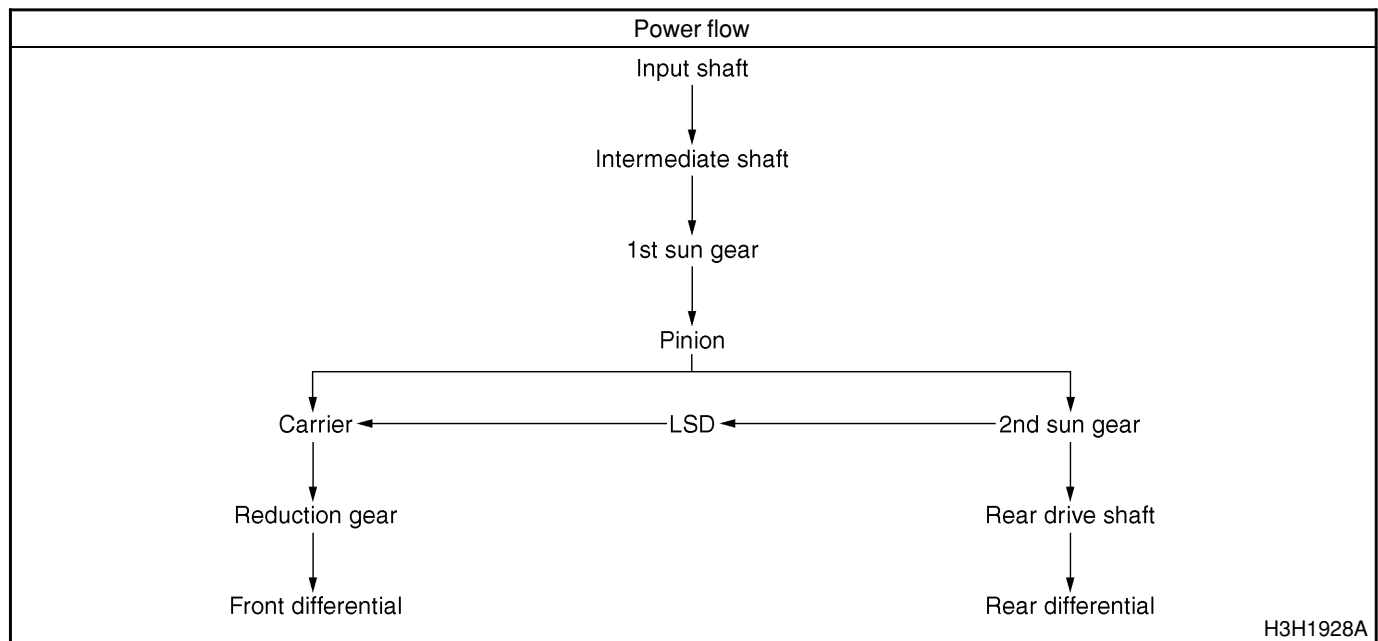 Power flow
Input shaft
Intermediate shaft
1st sun gear
Pinion
Carrier LSD 2nd sun gear
Reduction gear Rear drive shaft
Front differential Rear differential
H3H1928A